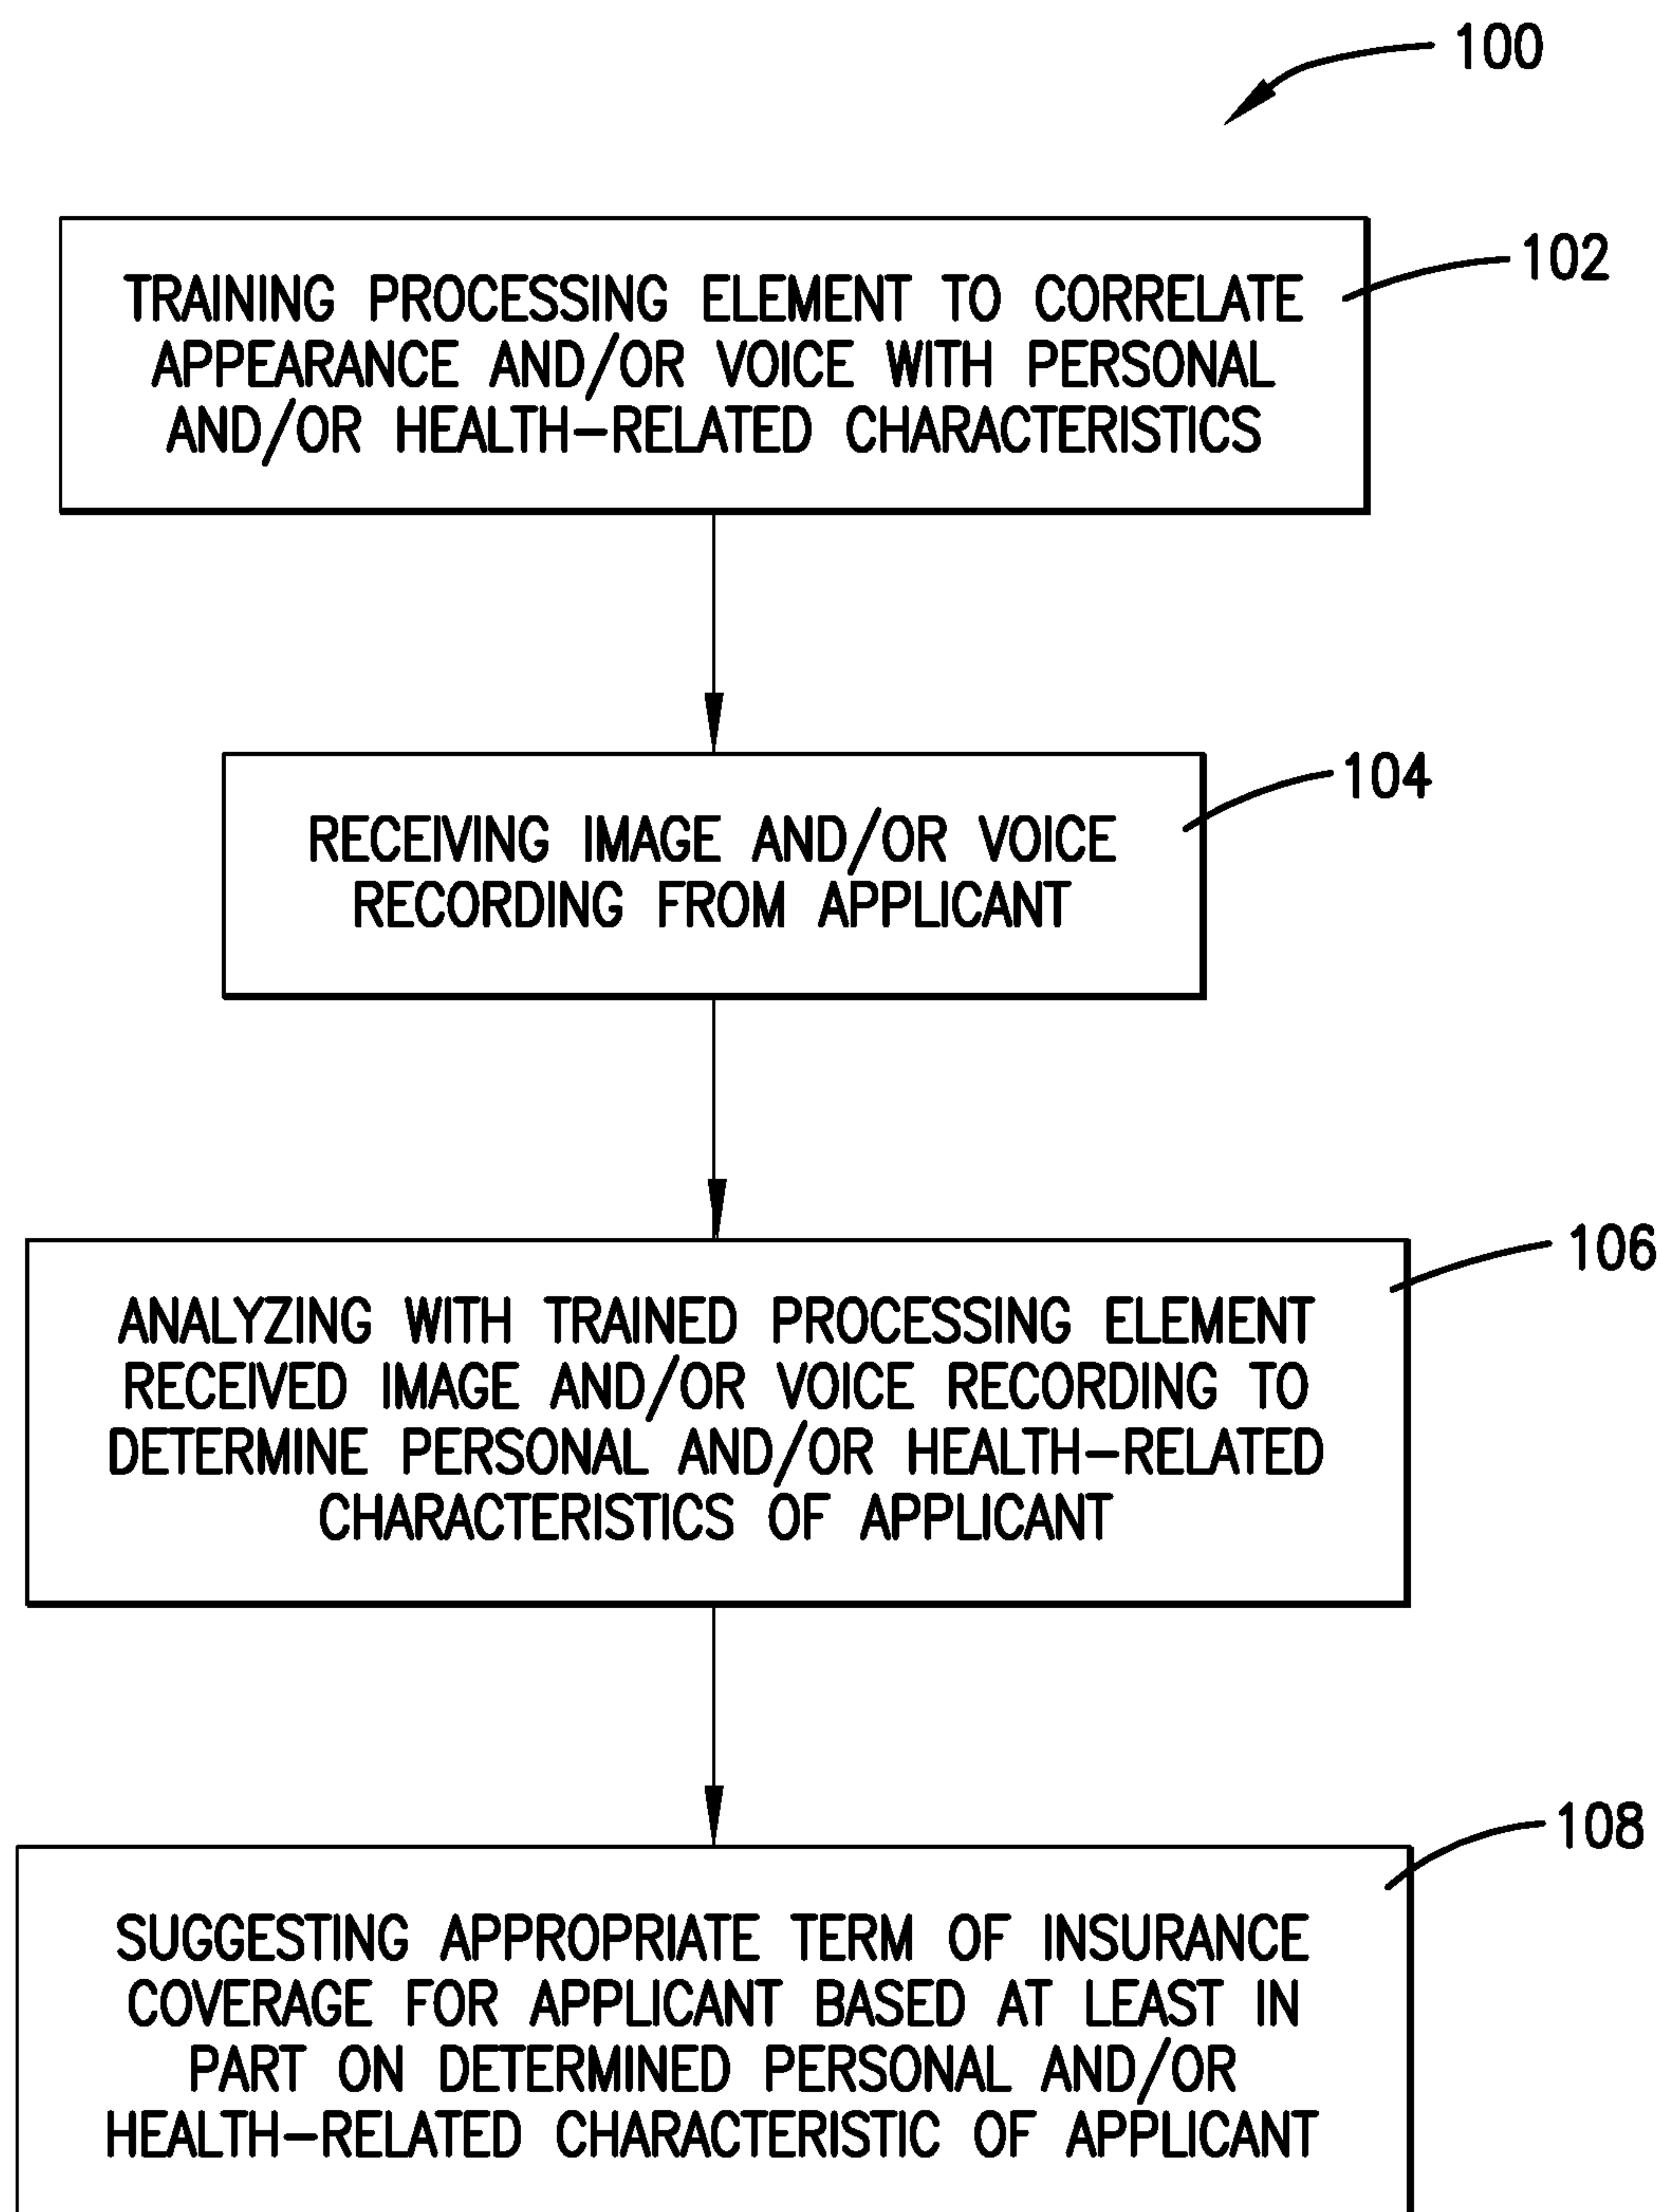 100
102
TRAINING PROCESSING ELEMENT TO CORRELATE
APPEARANCE AND/OR VOICE WITH PERSONAL
AND/OR HEALTH-RELATED CHARACTERISTICS
104
RECEIVING IMAGE AND/OR VOICE
RECORDING FROM APPLICANT
106
ANALYZING WITH TRAINED PROCESSING ELEMENT
RECEIVED IMAGE AND/OR VOICE RECORDING TO
DETERMINE PERSONAL AND/OR HEALTH-RELATED
CHARACTERISTICS OF APPLICANT
108
SUGGESTING APPROPRIATE TERM OF INSURANCE
COVERAGE FOR APPLICANT BASED AT LEAST IN
PART ON DETERMINED PERSONAL AND/OR
HEALTH-RELATED CHARACTERISTIC OF APPLICANT